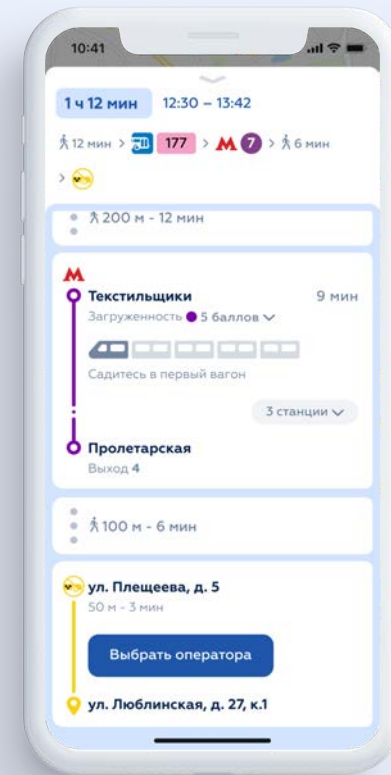 10:41
1 ч 12 мин 12:30 – 13:42
12 мин > 177 > М 7 > 6 мин
>
200 м - 12 мин
М
Текстильщики 9 мин
Загруженность 5 баллов
Садитесь в первый вагон
3 станции
Пролетарская
Выход 4
100 м - 6 мин
ул. Плещеева, д. 5
50 м - 3 мин
Выбрать оператора
ул. Люблинская, д. 27, к.1